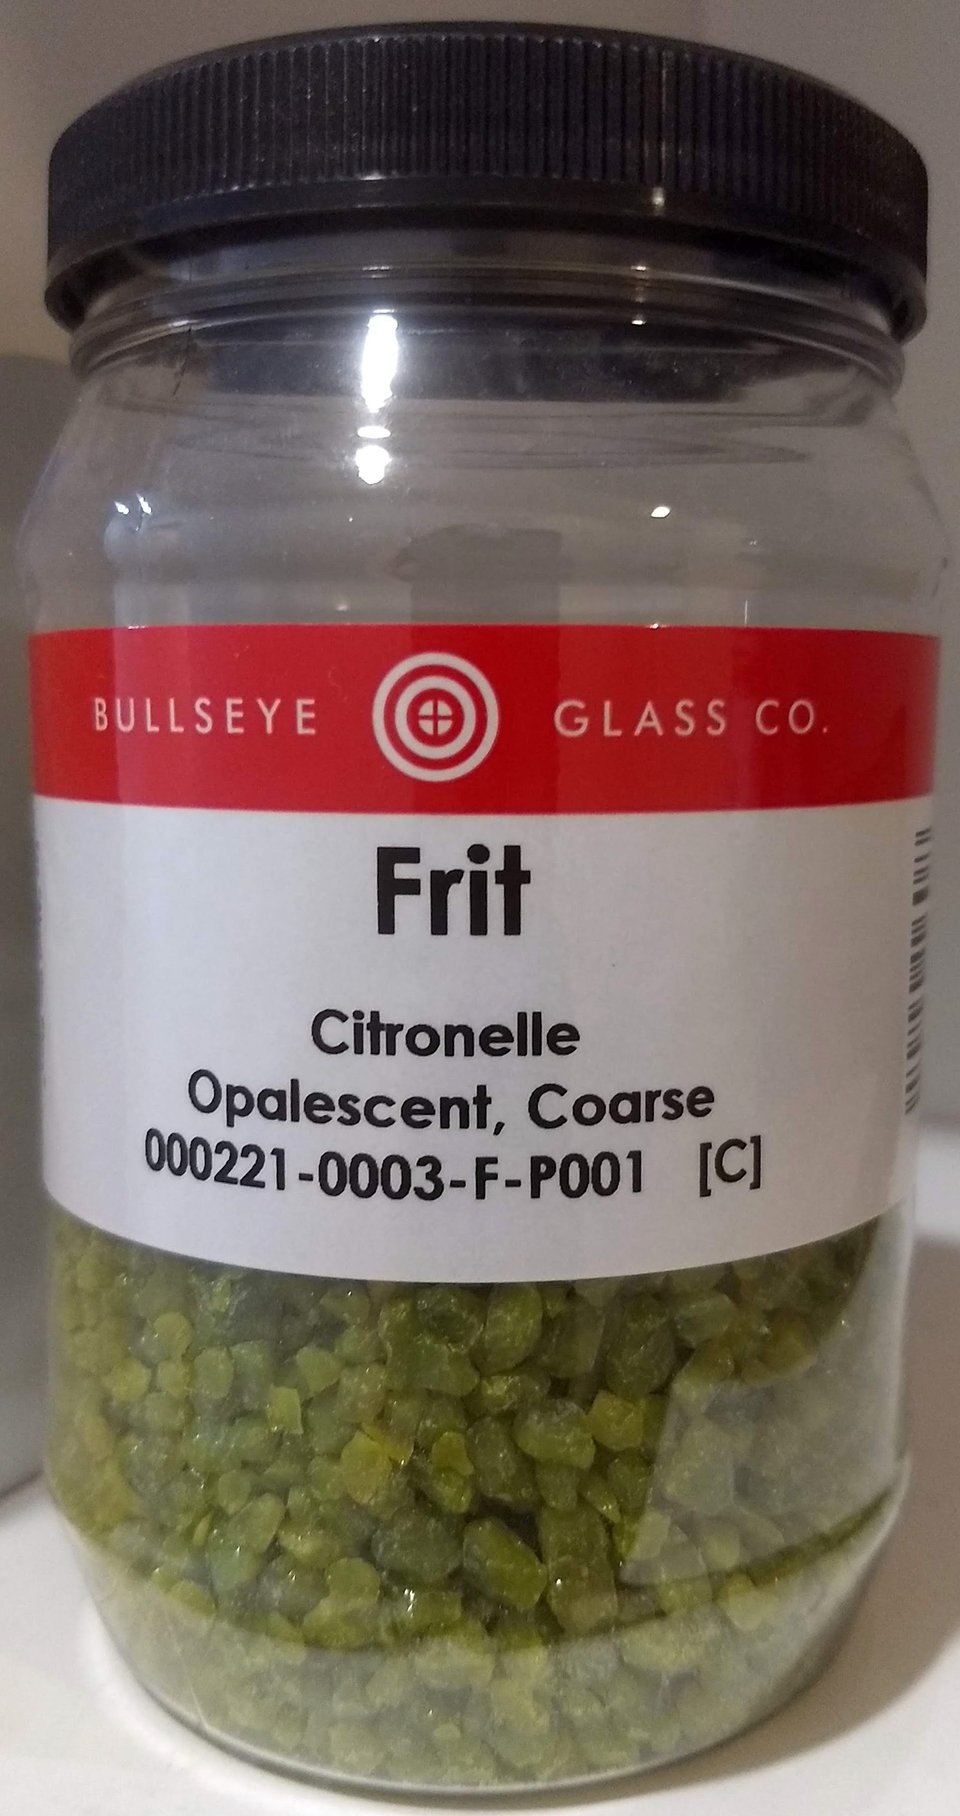 BULLSEYE GLASS CO.
Frit
Citronelle
Opalescent, Coarse
000221-0003-F-P001 [C]